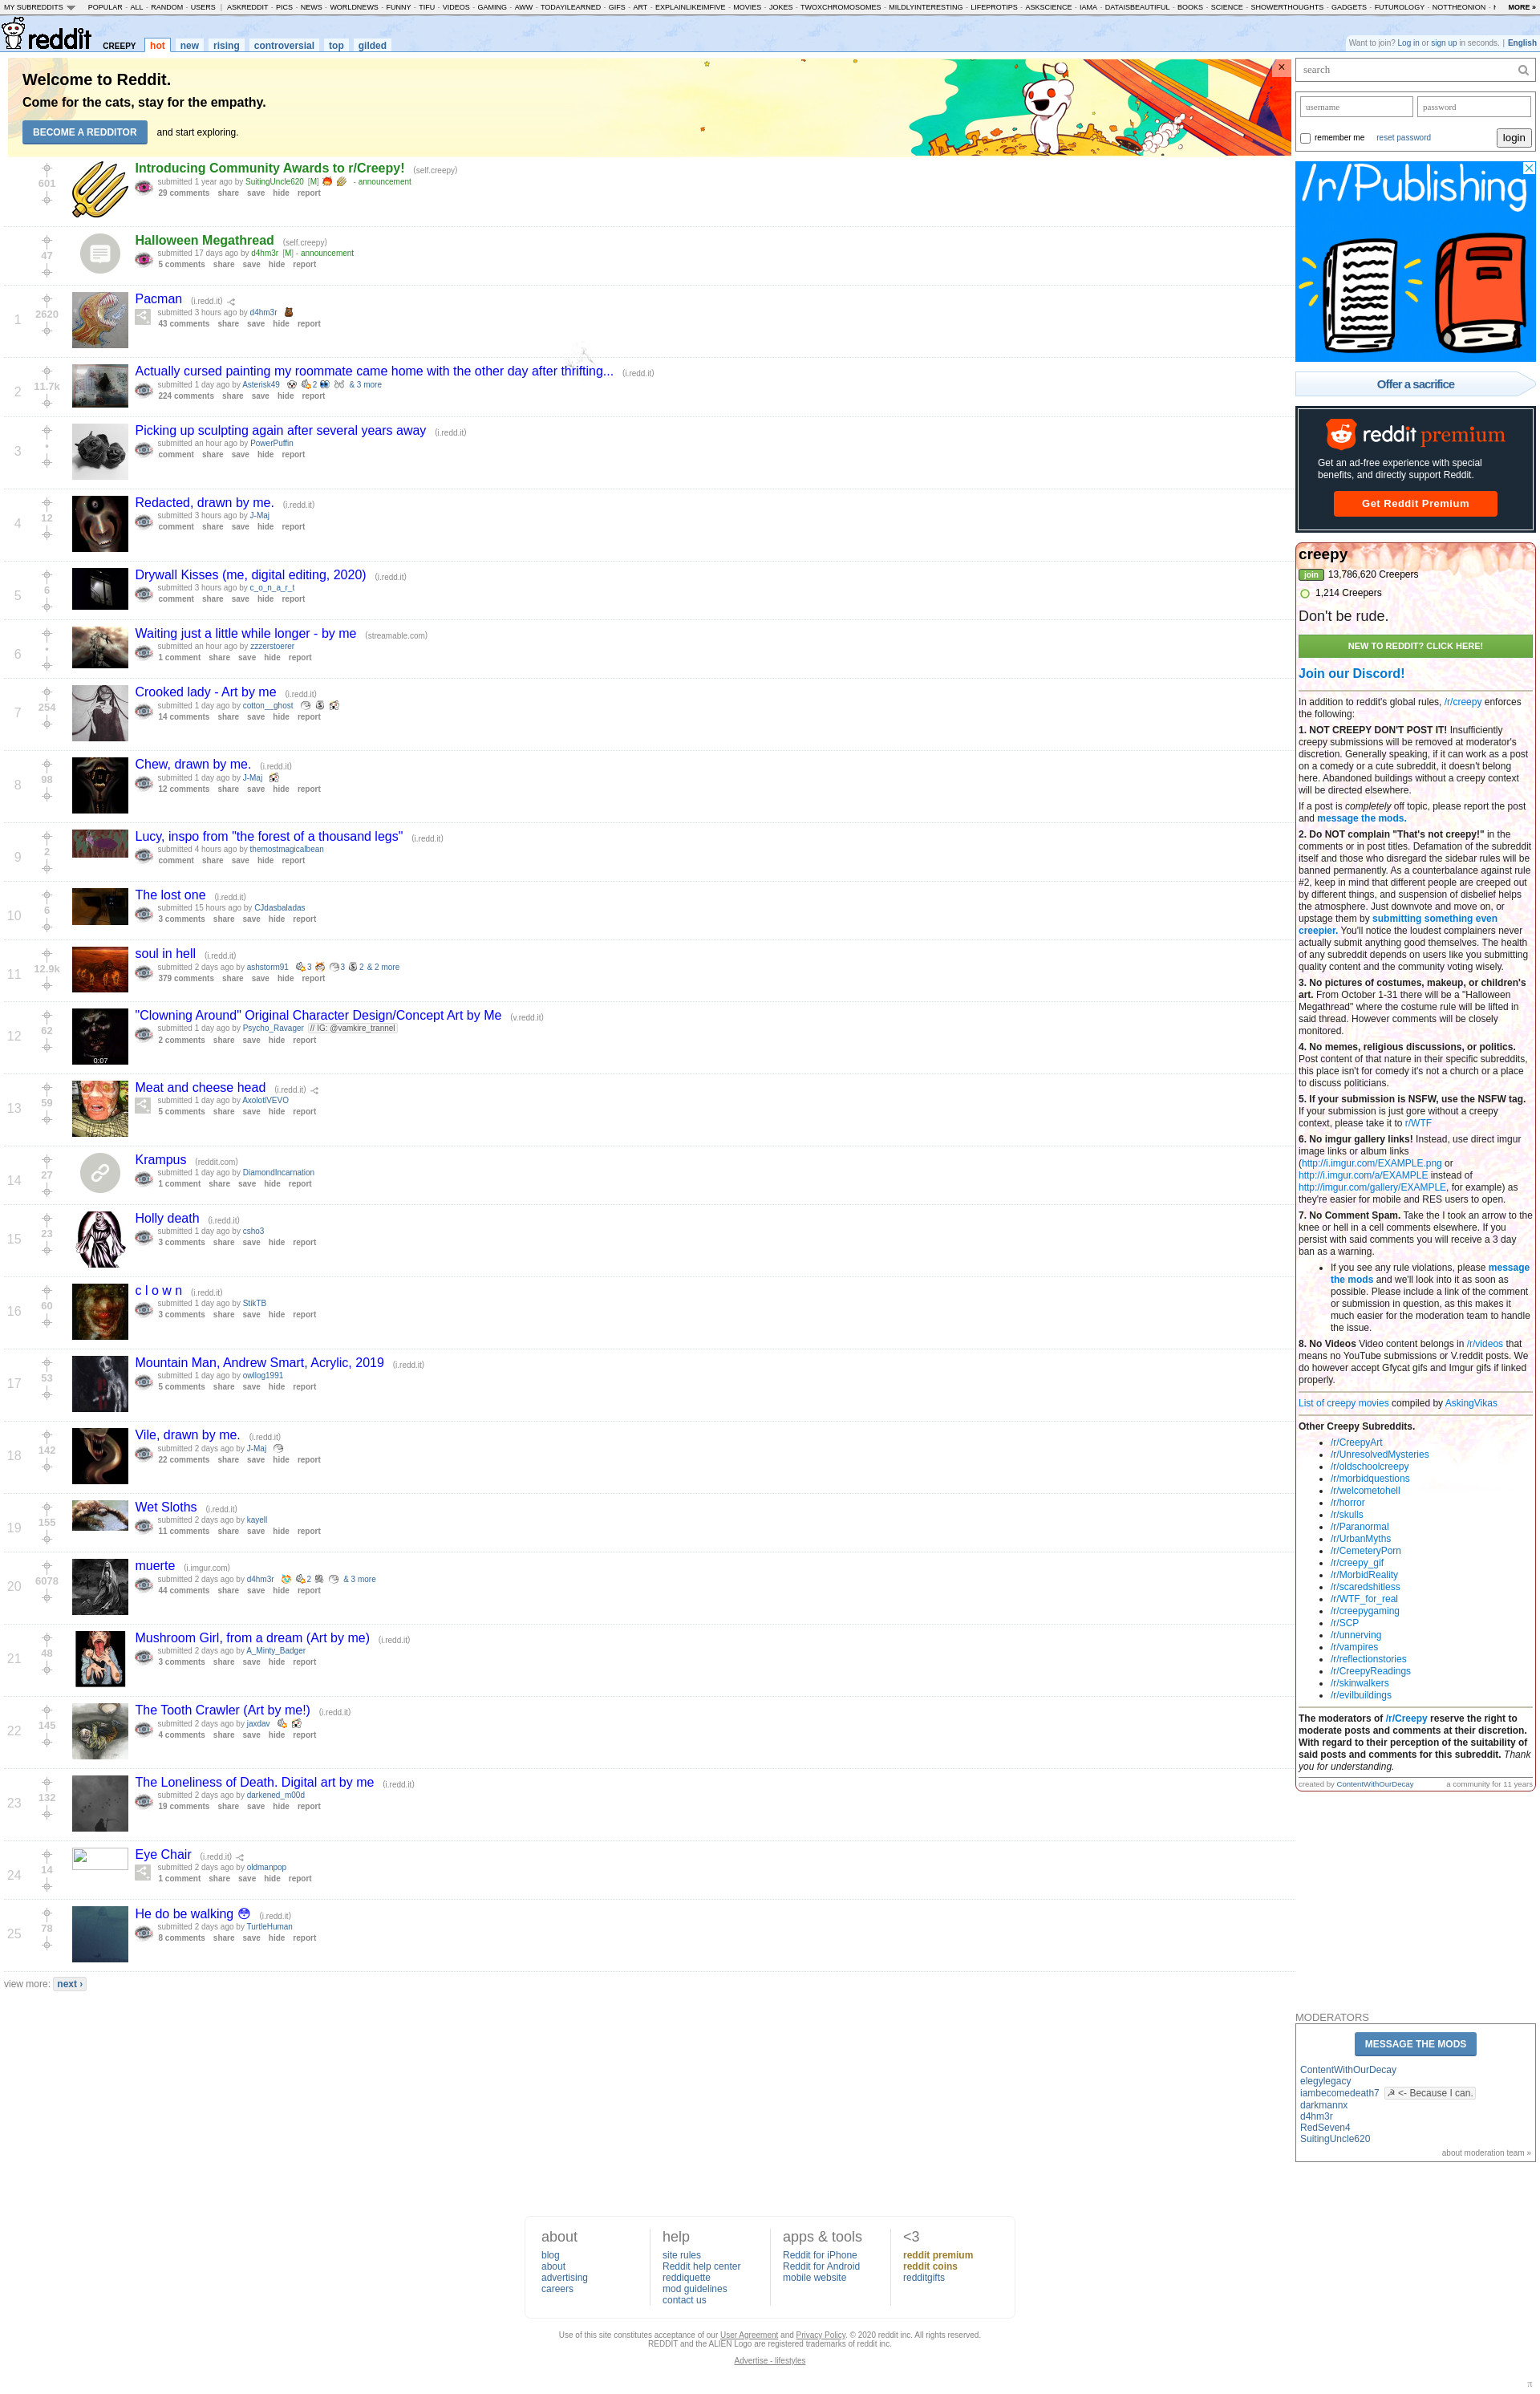 MY SUBREDDITS POPULAR - ALL - RANDOM - USERS | ASKREDDIT - PICS - NEWS - WORLDNEWS - FUNNY - TIFU - VIDEOS - GAMING - AWW - TODAYILEARNED - GIFS - ART - EXPLAINLIKEIMFIVE - MOVIES - JOKES - TWOXCHROMOSOMES - MILDLYINTERESTING - LIFEPROTIPS - ASKSCIENCE - IAMA - DATAISBEAUTIFUL - BOOKS - SCIENCE - SHOWERTHOUGHTS - GADGETS - FUTUROLOGY - NOTTHEONION - MORE »
reddit CREEPY hot new rising controversial top gilded
Want to join? Log in or sign up in seconds. | English
Welcome to Reddit.
Come for the cats, stay for the empathy.
BECOME A REDDITOR and start exploring.
×
601
Introducing Community Awards to r/Creepy! (self.creepy)
submitted 1 year ago by SuitingUncle620 [M] - announcement
29 comments share save hide report
47
Halloween Megathread (self.creepy)
submitted 17 days ago by d4hm3r [M] - announcement
5 comments share save hide report
1
2620
Pacman (i.redd.it)
submitted 3 hours ago by d4hm3r
43 comments share save hide report
2
11.7k
Actually cursed painting my roommate came home with the other day after thrifting... (i.redd.it)
submitted 1 day ago by Asterisk49 2 & 3 more
224 comments share save hide report
3
•
Picking up sculpting again after several years away (i.redd.it)
submitted an hour ago by PowerPuffin
comment share save hide report
4
12
Redacted, drawn by me. (i.redd.it)
submitted 3 hours ago by J-Maj
comment share save hide report
5
6
Drywall Kisses (me, digital editing, 2020) (i.redd.it)
submitted 3 hours ago by c_o_n_a_r_t
comment share save hide report
6
•
Waiting just a little while longer - by me (streamable.com)
submitted an hour ago by zzzerstoerer
1 comment share save hide report
7
254
Crooked lady - Art by me (i.redd.it)
submitted 1 day ago by cotton__ghost
14 comments share save hide report
8
98
Chew, drawn by me. (i.redd.it)
submitted 1 day ago by J-Maj
12 comments share save hide report
9
2
Lucy, inspo from "the forest of a thousand legs" (i.redd.it)
submitted 4 hours ago by themostmagicalbean
comment share save hide report
10
6
The lost one (i.redd.it)
submitted 15 hours ago by CJdasbaladas
3 comments share save hide report
11
12.9k
soul in hell (i.redd.it)
submitted 2 days ago by ashstorm91 3 3 2 & 2 more
379 comments share save hide report
12
62
0:07
"Clowning Around" Original Character Design/Concept Art by Me (v.redd.it)
submitted 1 day ago by Psycho_Ravager // IG: @vamkire_trannel
2 comments share save hide report
13
59
Meat and cheese head (i.redd.it)
submitted 1 day ago by AxolotlVEVO
5 comments share save hide report
14
27
Krampus (reddit.com)
submitted 1 day ago by DiamondIncarnation
1 comment share save hide report
15
23
Holly death (i.redd.it)
submitted 1 day ago by csho3
3 comments share save hide report
16
60
c l o w n (i.redd.it)
submitted 1 day ago by StikTB
3 comments share save hide report
17
53
Mountain Man, Andrew Smart, Acrylic, 2019 (i.redd.it)
submitted 1 day ago by owllog1991
5 comments share save hide report
18
142
Vile, drawn by me. (i.redd.it)
submitted 2 days ago by J-Maj
22 comments share save hide report
19
155
Wet Sloths (i.redd.it)
submitted 2 days ago by kayell
11 comments share save hide report
20
6078
muerte (i.imgur.com)
submitted 2 days ago by d4hm3r 2 & 3 more
44 comments share save hide report
21
48
Mushroom Girl, from a dream (Art by me) (i.redd.it)
submitted 2 days ago by A_Minty_Badger
3 comments share save hide report
22
145
The Tooth Crawler (Art by me!) (i.redd.it)
submitted 2 days ago by jaxdav
4 comments share save hide report
23
132
The Loneliness of Death. Digital art by me (i.redd.it)
submitted 2 days ago by darkened_m00d
19 comments share save hide report
24
14
Eye Chair (i.redd.it)
submitted 2 days ago by oldmanpop
1 comment share save hide report
25
78
He do be walking 😳 (i.redd.it)
submitted 2 days ago by TurtleHuman
8 comments share save hide report
view more: next ›
search
username password
remember me reset password login
/r/Publishing
Offer a sacrifice
reddit premium
Get an ad-free experience with special
benefits, and directly support Reddit.
Get Reddit Premium
creepy
join 13,786,620 Creepers
1,214 Creepers
Don't be rude.
NEW TO REDDIT? CLICK HERE!
Join our Discord!
In addition to reddit's global rules, /r/creepy enforces
the following:
1. NOT CREEPY DON'T POST IT! Insufficiently
creepy submissions will be removed at moderator's
discretion. Generally speaking, if it can work as a post
on a comedy or a cute subreddit, it doesn't belong
here. Abandoned buildings without a creepy context
will be directed elsewhere.
If a post is completely off topic, please report the post
and message the mods.
2. Do NOT complain "That's not creepy!" in the
comments or in post titles. Defamation of the subreddit
itself and those who disregard the sidebar rules will be
banned permanently. As a counterbalance against rule
#2, keep in mind that different people are creeped out
by different things, and suspension of disbelief helps
the atmosphere. Just downvote and move on, or
upstage them by submitting something even
creepier. You'll notice the loudest complainers never
actually submit anything good themselves. The health
of any subreddit depends on users like you submitting
quality content and the community voting wisely.
3. No pictures of costumes, makeup, or children's
art. From October 1-31 there will be a "Halloween
Megathread" where the costume rule will be lifted in
said thread. However comments will be closely
monitored.
4. No memes, religious discussions, or politics.
Post content of that nature in their specific subreddits,
this place isn't for comedy it's not a church or a place
to discuss politicians.
5. If your submission is NSFW, use the NSFW tag.
If your submission is just gore without a creepy
context, please take it to r/WTF
6. No imgur gallery links! Instead, use direct imgur
image links or album links
(http://i.imgur.com/EXAMPLE.png or
http://i.imgur.com/a/EXAMPLE instead of
http://imgur.com/gallery/EXAMPLE, for example) as
they're easier for mobile and RES users to open.
7. No Comment Spam. Take the I took an arrow to the
knee or hell in a cell comments elsewhere. If you
persist with said comments you will receive a 3 day
ban as a warning.
If you see any rule violations, please message
the mods and we'll look into it as soon as
possible. Please include a link of the comment
or submission in question, as this makes it
much easier for the moderation team to handle
the issue.
8. No Videos Video content belongs in /r/videos that
means no YouTube submissions or V.reddit posts. We
do however accept Gfycat gifs and Imgur gifs if linked
properly.
List of creepy movies compiled by AskingVikas
Other Creepy Subreddits.
/r/CreepyArt
/r/UnresolvedMysteries
/r/oldschoolcreepy
/r/morbidquestions
/r/welcometohell
/r/horror
/r/skulls
/r/Paranormal
/r/UrbanMyths
/r/CemeteryPorn
/r/creepy_gif
/r/MorbidReality
/r/scaredshitless
/r/WTF_for_real
/r/creepygaming
/r/SCP
/r/unnerving
/r/vampires
/r/reflectionstories
/r/CreepyReadings
/r/skinwalkers
/r/evilbuildings
The moderators of /r/Creepy reserve the right to
moderate posts and comments at their discretion.
With regard to their perception of the suitability of
said posts and comments for this subreddit. Thank
you for understanding.
created by ContentWithOurDecay a community for 11 years
MODERATORS
MESSAGE THE MODS
ContentWithOurDecay
elegylegacy
iambecomedeath7 ☭ <- Because I can.
darkmannx
d4hm3r
RedSeven4
SuitingUncle620
about moderation team »
about
blog
about
advertising
careers
help
site rules
Reddit help center
reddiquette
mod guidelines
contact us
apps & tools
Reddit for iPhone
Reddit for Android
mobile website
<3
reddit premium
reddit coins
redditgifts
Use of this site constitutes acceptance of our User Agreement and Privacy Policy. © 2020 reddit inc. All rights reserved.
REDDIT and the ALIEN Logo are registered trademarks of reddit inc.
Advertise - lifestyles
π